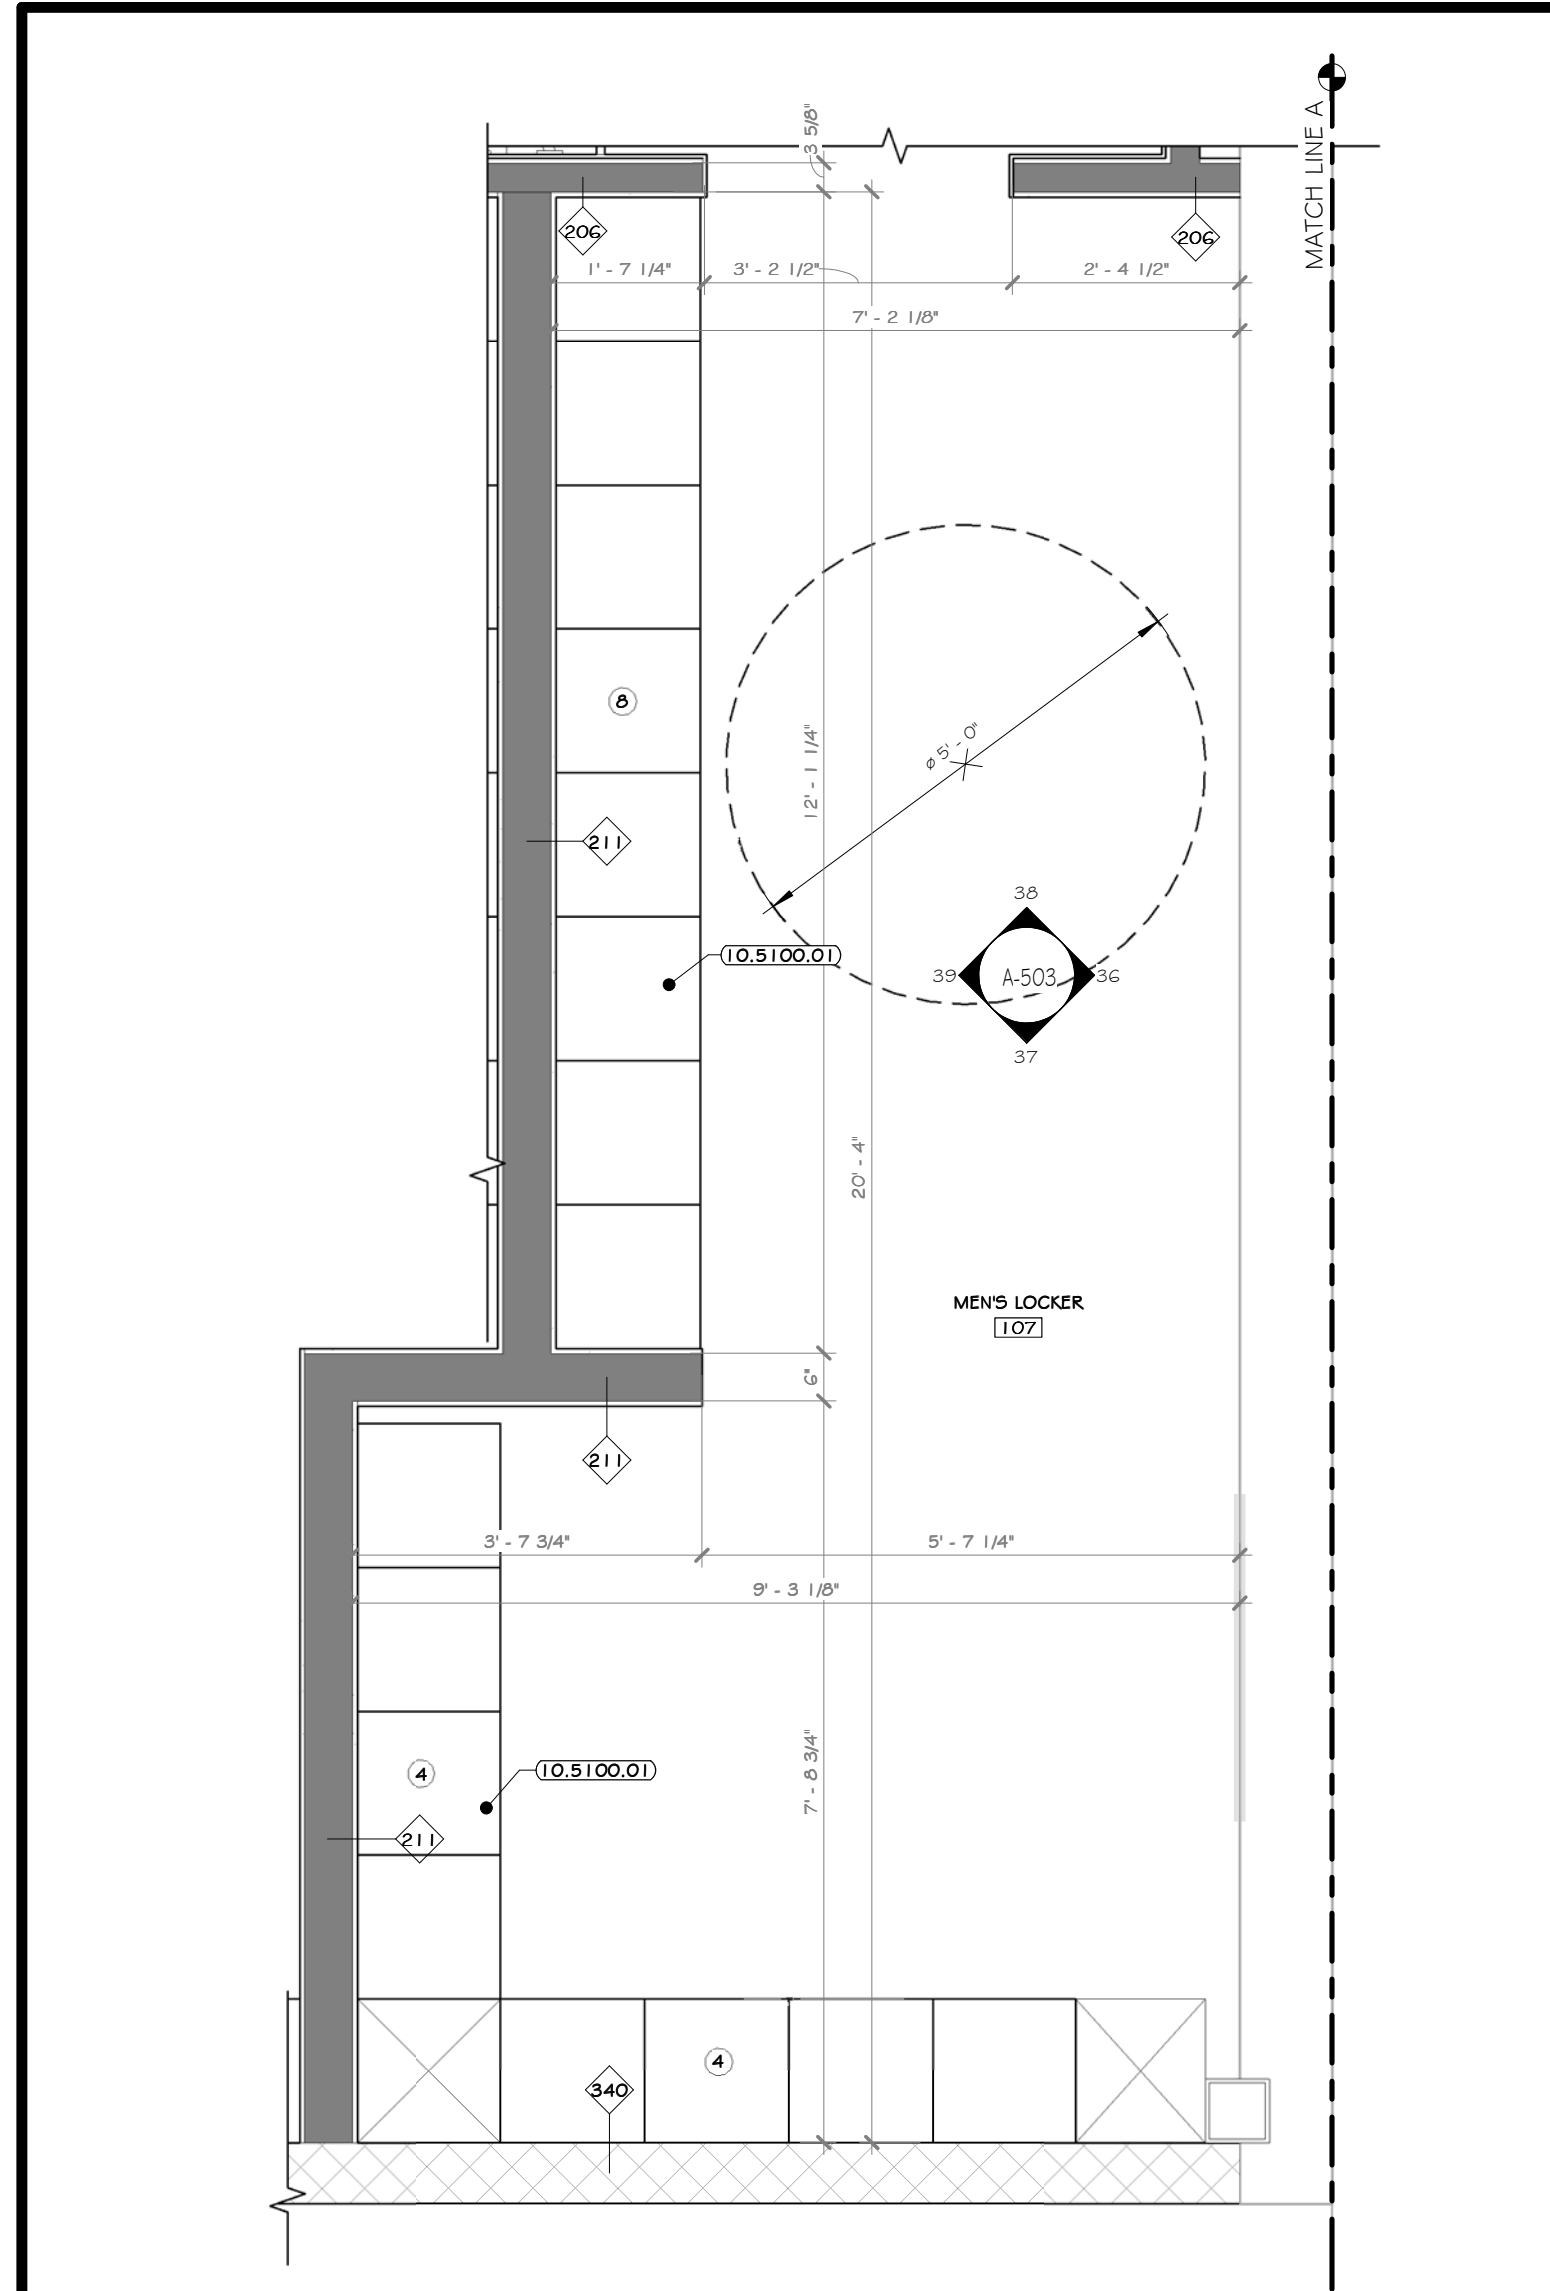 MATCH LINE A
3 5/8"
206
206
1' - 7 1/4"
3' - 2 1/2"
2' - 4 1/2"
7' - 2 1/8"
8
ø 5' - 0"
12' - 1 1/4"
211
38
10.5100.01
39
A-503
36
37
20' - 4"
MEN'S LOCKER
107
6"
211
3' - 7 3/4"
5' - 7 1/4"
9' - 3 1/8"
7' - 8 3/4"
4
10.5100.01
211
4
340